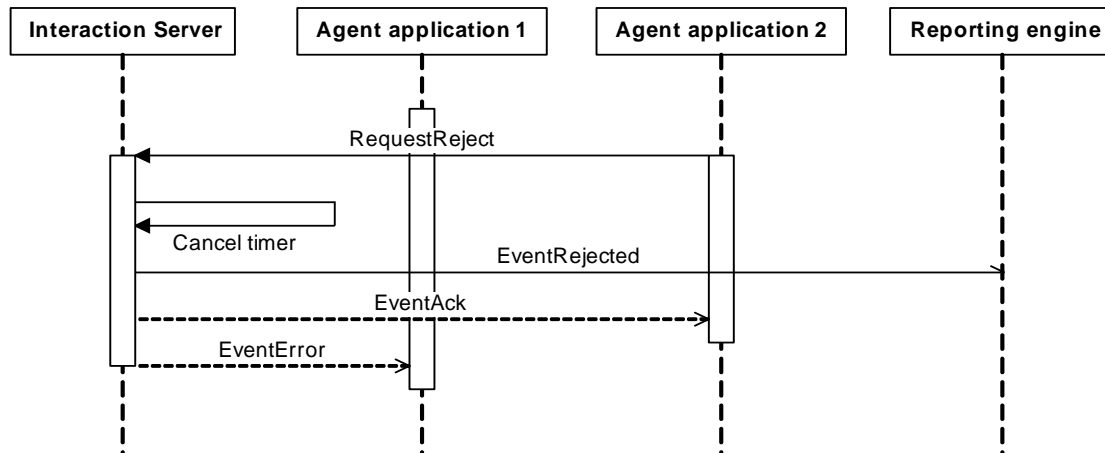 Interaction Server
Agent application 1
Agent application 2
Reporting engine
RequestReject
Cancel timer
EventRejected
EventAck
EventError